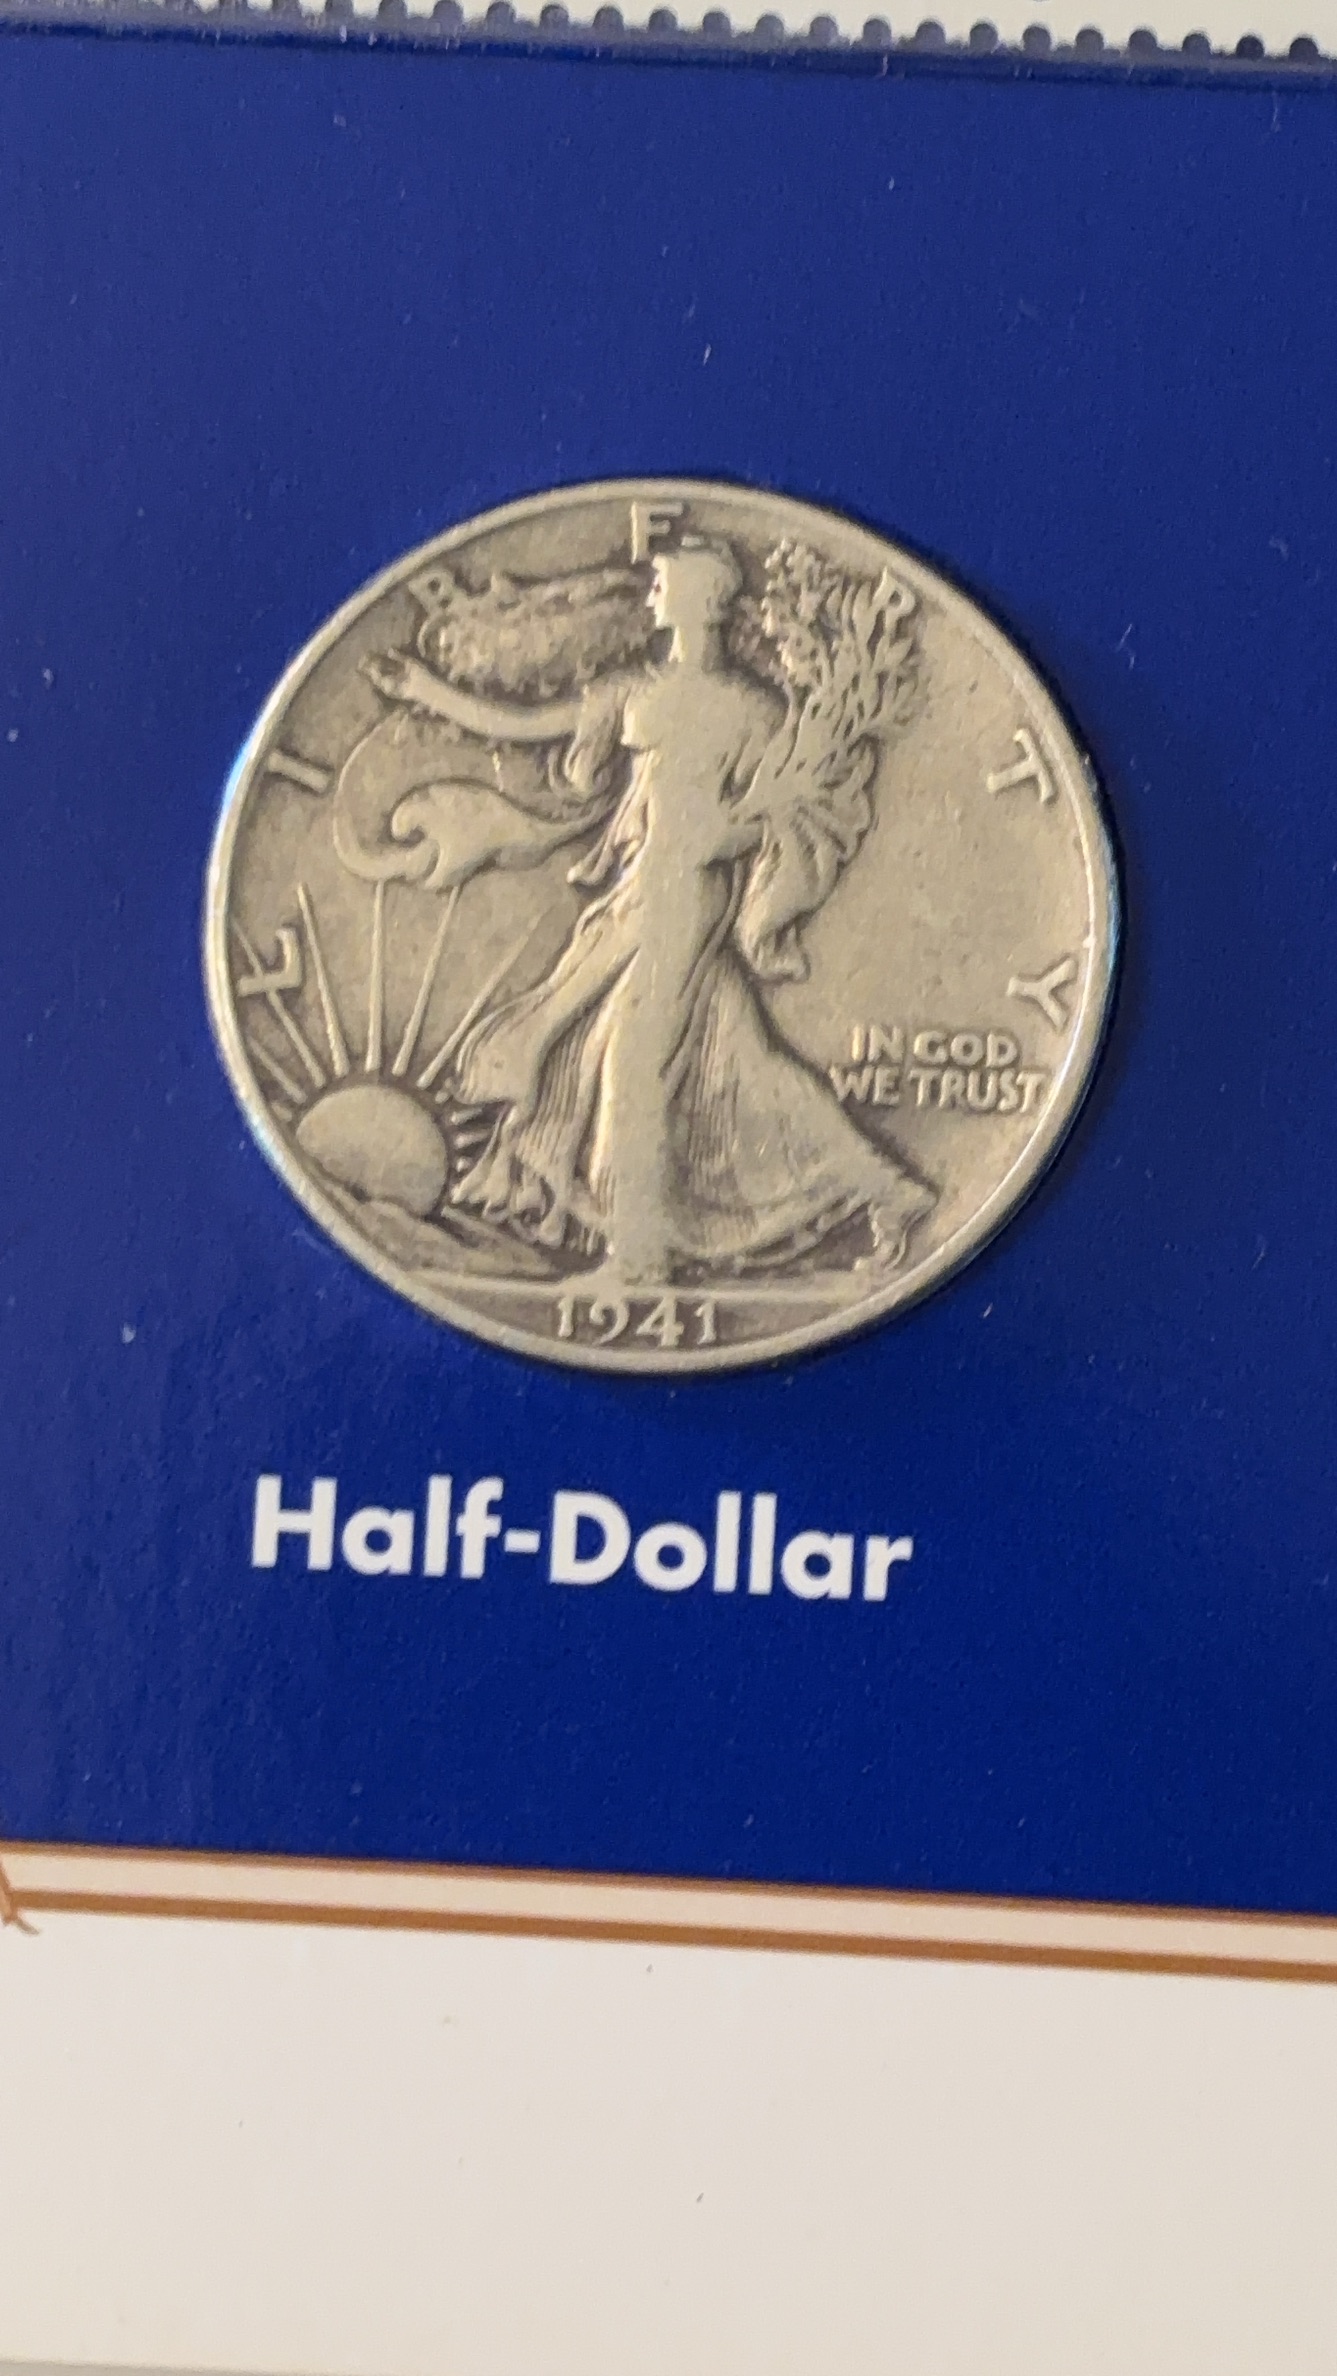 LIBERTY
IN GOD
WE TRUST
1941
Half-Dollar